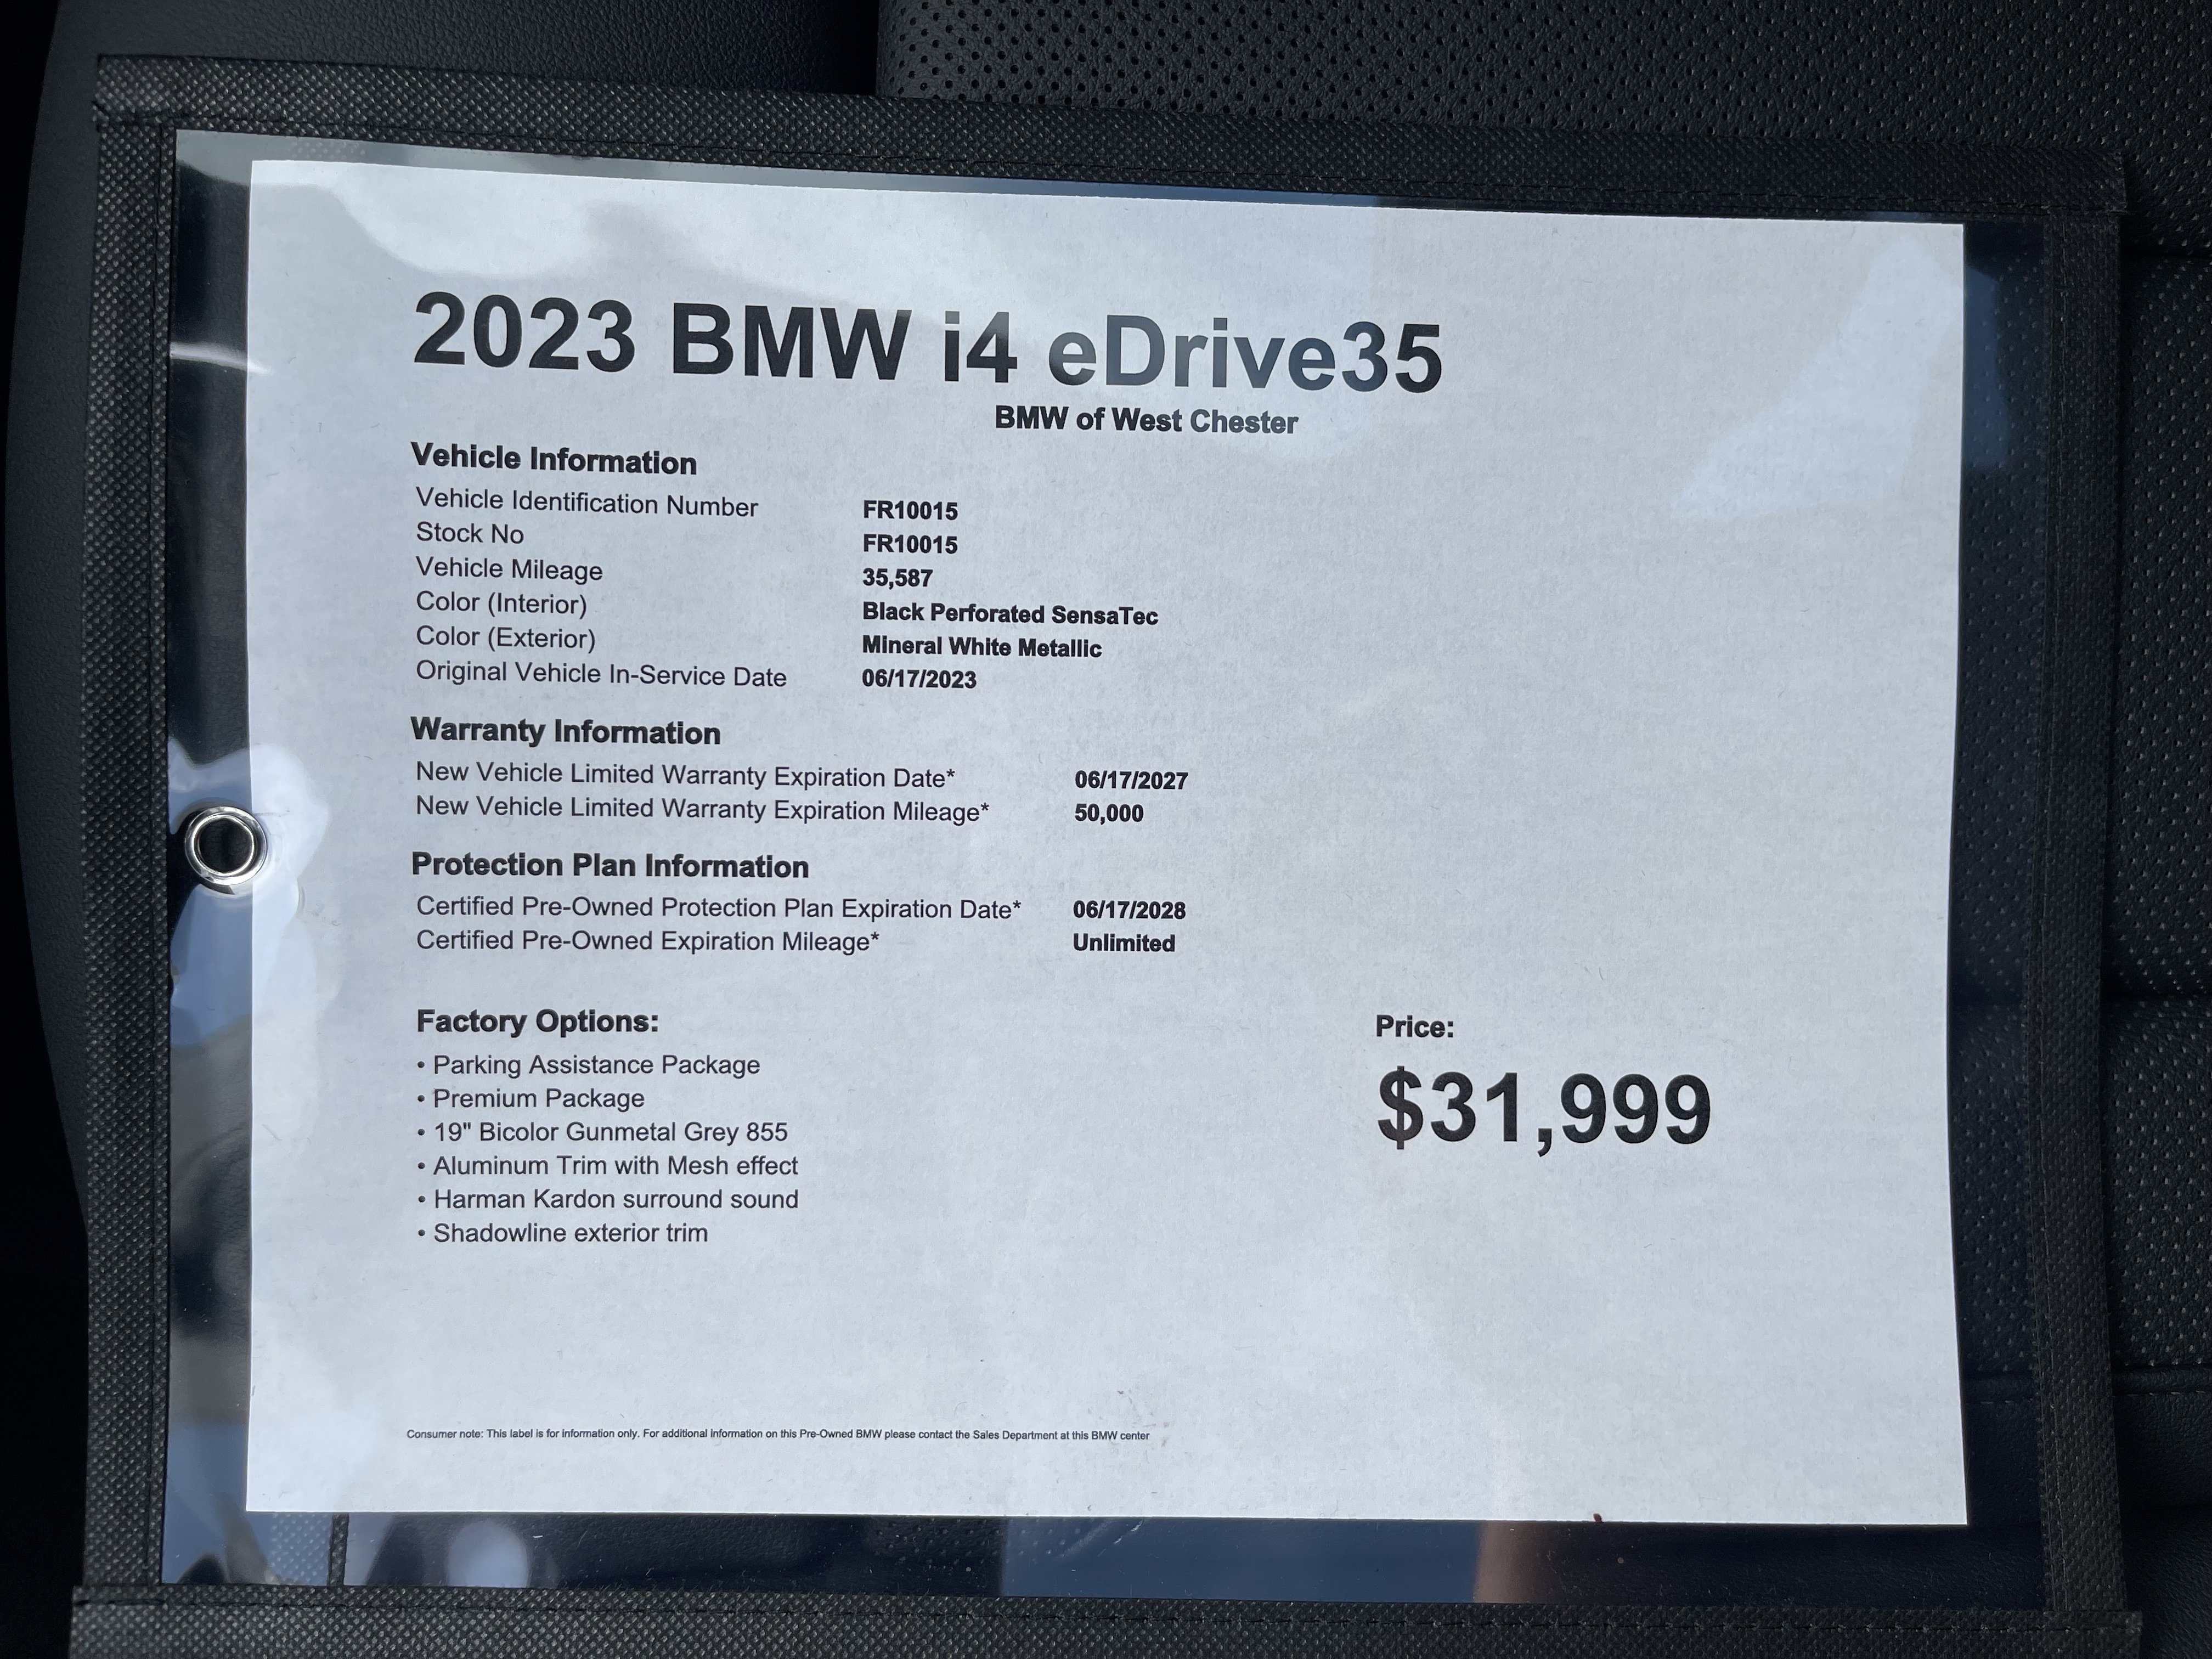 2023 BMW i4 eDrive35
BMW of West Chester
Vehicle Information
Vehicle Identification Number FR10015
Stock No FR10015
Vehicle Mileage 35,587
Color (Interior) Black Perforated SensaTec
Color (Exterior) Mineral White Metallic
Original Vehicle In-Service Date 06/17/2023
Warranty Information
New Vehicle Limited Warranty Expiration Date* 06/17/2027
New Vehicle Limited Warranty Expiration Mileage* 50,000
Protection Plan Information
Certified Pre-Owned Protection Plan Expiration Date* 06/17/2028
Certified Pre-Owned Expiration Mileage* Unlimited
Factory Options:
• Parking Assistance Package
• Premium Package
• 19" Bicolor Gunmetal Grey 855
• Aluminum Trim with Mesh effect
• Harman Kardon surround sound
• Shadowline exterior trim
Price:
$31,999
Consumer note: This label is for information only. For additional information on this Pre-Owned BMW please contact the Sales Department at this BMW center